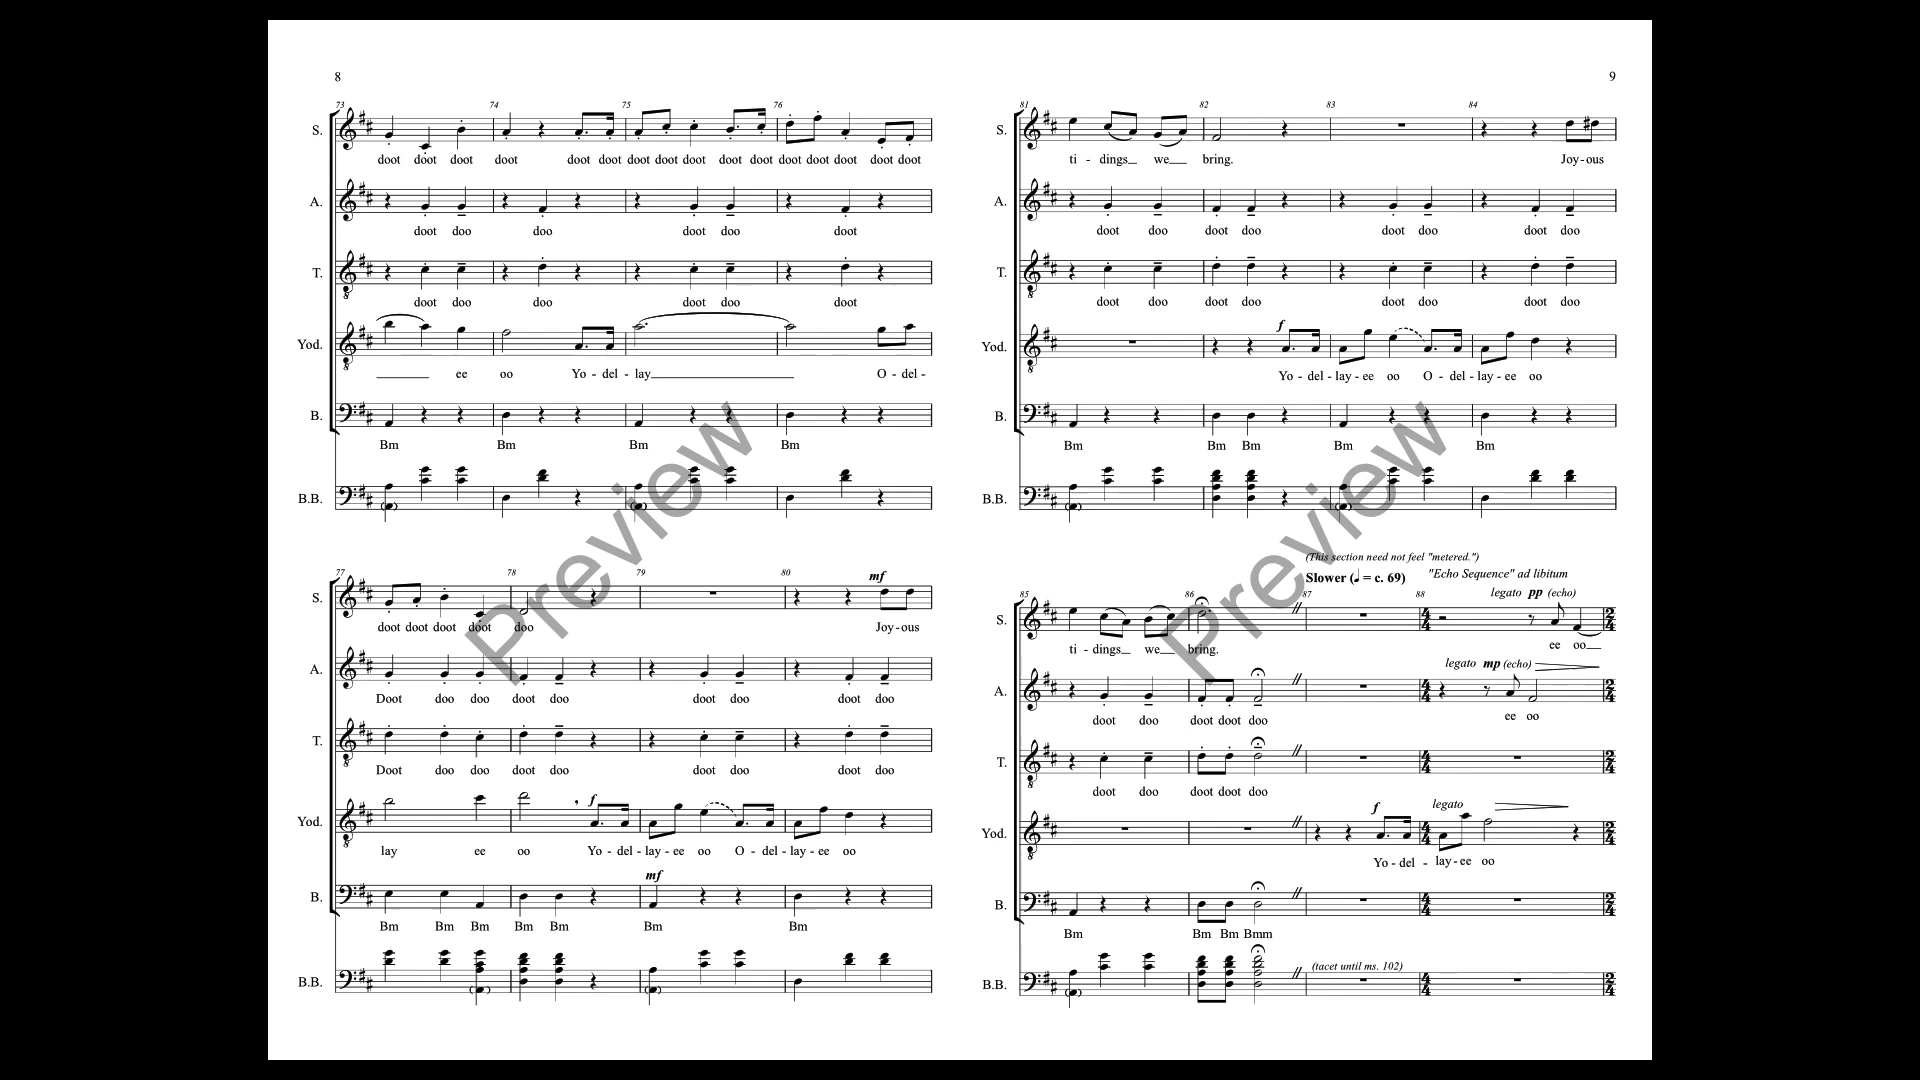 8
73 74 75 76
S.
doot doot doot doot doot doot doot doot doot doot doot doot doot doot doot doot
A.
doot doo doo doot doo doot
T.
doot doo doo doot doo doot
Yod.
ee oo Yo - del - lay O - del -
B.
Bm Bm Bm Bm
B.B.
77 78 79 80
mf
S.
doot doot doot doot doo Joy - ous
A.
Doot doo doo doot doo doot doo doot doo
T.
Doot doo doo doot doo doot doo doot doo
f
Yod.
lay ee oo Yo - del - lay - ee oo O - del - lay - ee oo
mf
B.
Bm Bm Bm Bm Bm Bm Bm
B.B.
Preview
9
81 82 83 84
S.
ti - dings we bring. Joy - ous
A.
doot doo doot doo doot doo doot doo
T.
doot doo doot doo doot doo doot doo
f
Yod.
Yo - del - lay - ee oo O - del - lay - ee oo
B.
Bm Bm Bm Bm Bm
B.B.
(This section need not feel "metered.")
Slower (♩ = c. 69) "Echo Sequence" ad libitum
85 86 87 88 legato pp (echo)
S.
ti - dings we bring. ee oo
legato mp (echo)
A.
doot doo doot doot doo ee oo
T.
doot doo doot doot doo
f legato
Yod.
Yo - del - lay - ee oo
B.
Bm Bm Bm Bmm
(tacet until ms. 102)
B.B.
Preview